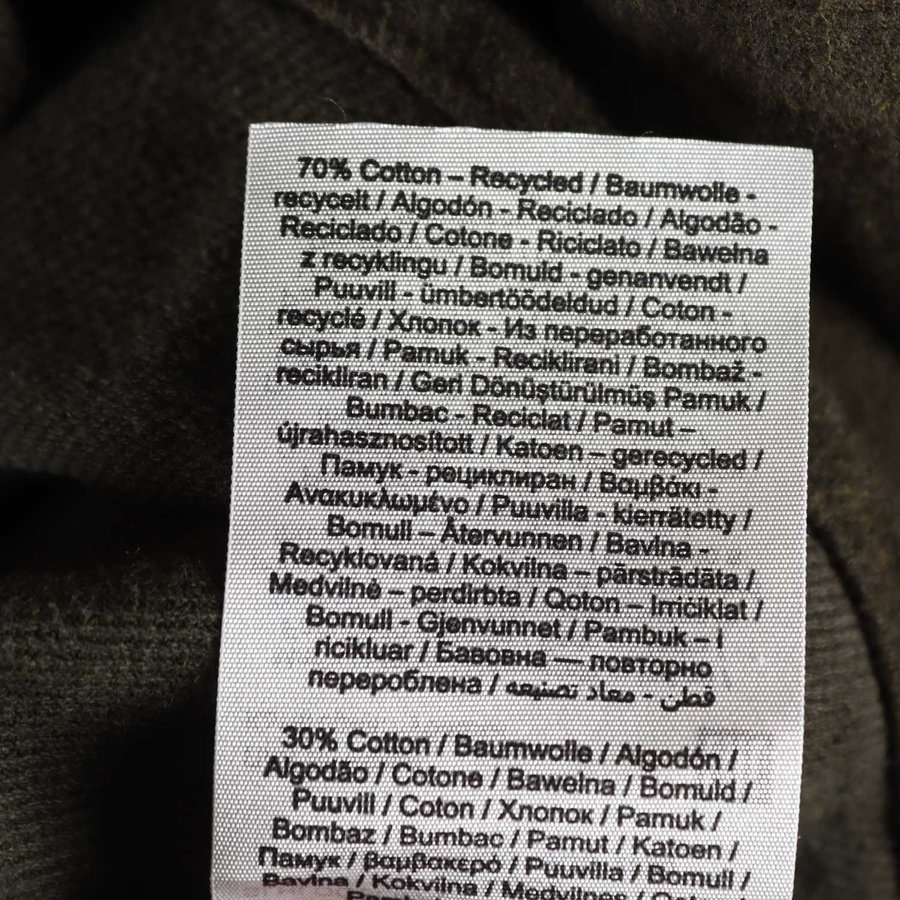 70% Cotton – Recycled / Baumwolle -
recycelt / Algodón - Reciclado / Algodão -
Reciclado / Cotone - Riciclato / Bawełna
z recyklingu / Bomuld - genanvendt /
Puuvill - ümbertöödeldud / Coton -
recyclé / Хлопок - Из переработанного
сырья / Pamuk - Reciklirani / Bombaž -
recikliran / Geri Dönüştürülmüş Pamuk /
Bumbac - Reciclat / Pamut –
újrahasznosított / Katoen – gerecycled /
Памук - рециклиран / Βαμβάκι -
Ανακυκλωμένο / Puuvilla - kierrätetty /
Bomull – Återvunnen / Bavlna -
Recyklovaná / Kokvilna – pārstrādāta /
Medvilnė – perdirbta / Qoton – Irriċiklat /
Bomull - Gjenvunnet / Pambuk – i
ricikluar / Бавовна — повторно
перероблена / قطن - معاد تصنيعه
30% Cotton / Baumwolle / Algodón /
Algodão / Cotone / Bawełna / Bomuld /
Puuvill / Coton / Хлопок / Pamuk /
Bombaz / Bumbac / Pamut / Katoen /
Памук / βαμβακερό / Puuvilla / Bomull /
Bavlna / Kokvilna / Medvilnės /